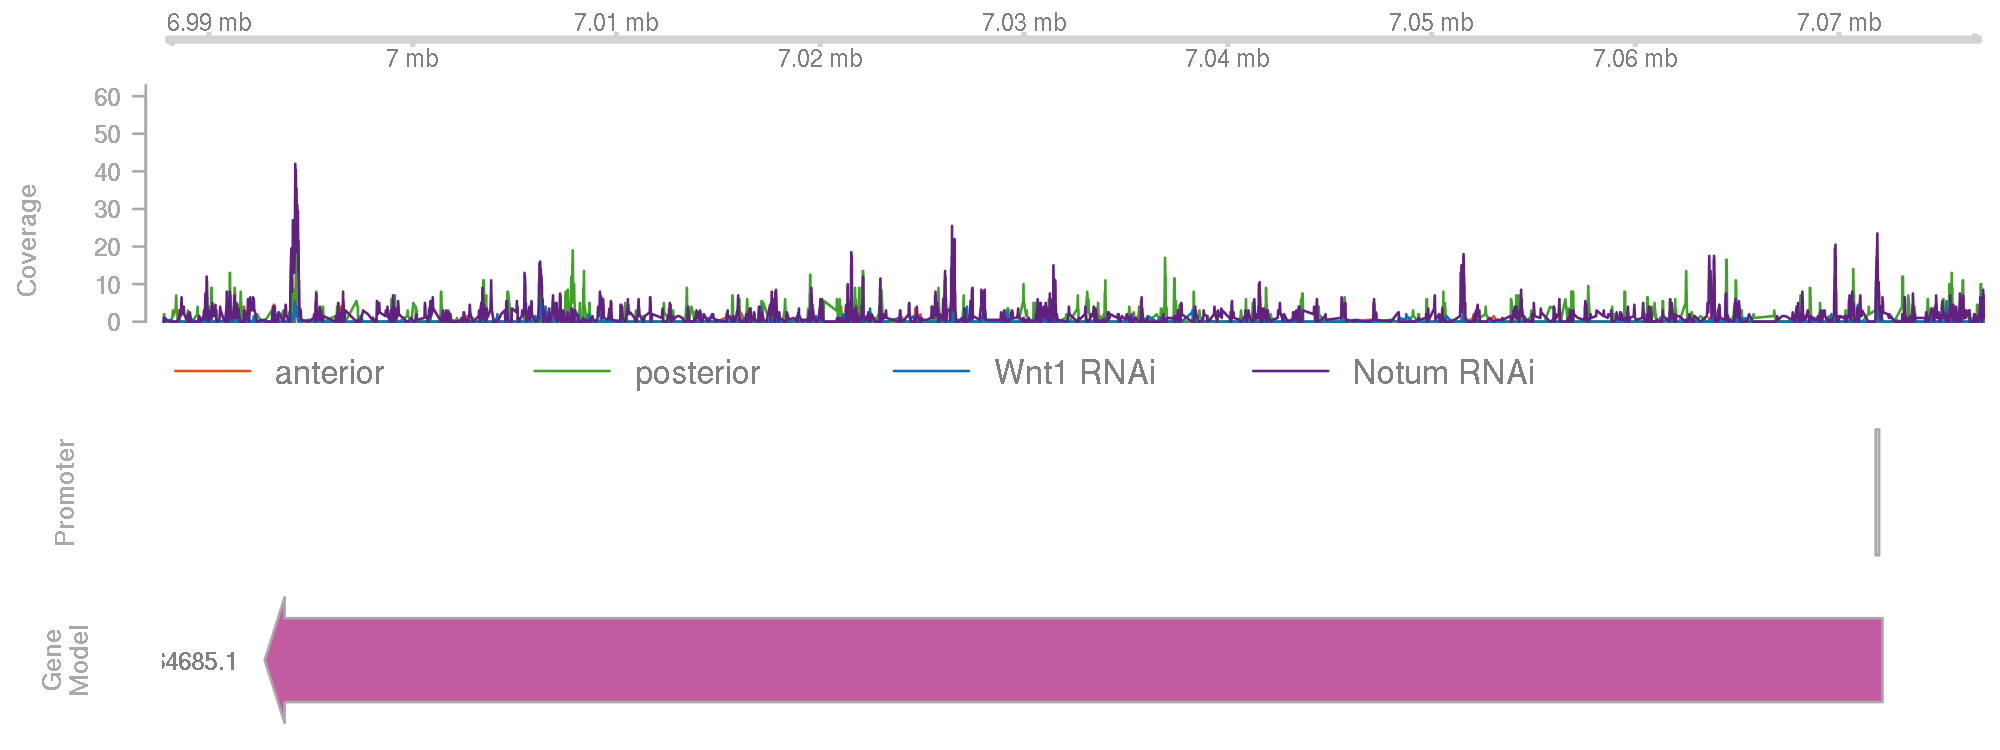 6.99 mb 7.01 mb 7.03 mb 7.05 mb 7.07 mb
7 mb 7.02 mb 7.04 mb 7.06 mb
Coverage
60
50
40
30
20
10
0
anterior posterior Wnt1 RNAi Notum RNAi
Promoter
Gene
Model
4685.1